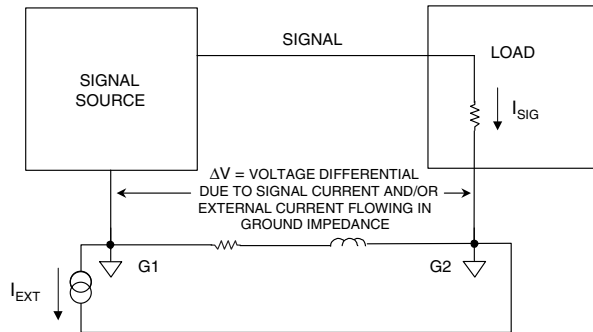 SIGNAL
SOURCE
SIGNAL
LOAD
I_SIG
ΔV = VOLTAGE DIFFERENTIAL
DUE TO SIGNAL CURRENT AND/OR
EXTERNAL CURRENT FLOWING IN
GROUND IMPEDANCE
G1
G2
I_EXT